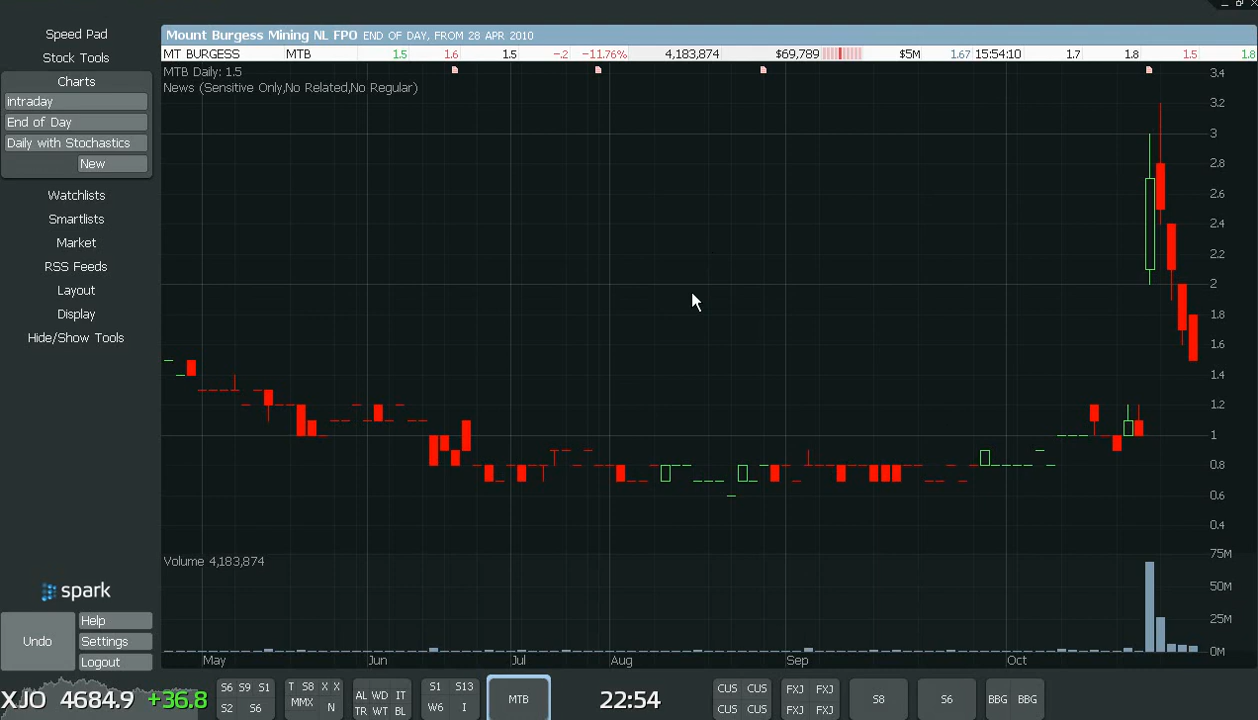 Speed Pad
Stock Tools
Charts
intraday
End of Day
Daily with Stochastics
New
Watchlists
Smartlists
Market
RSS Feeds
Layout
Display
Hide/Show Tools
spark
Undo
Help
Settings
Logout
Mount Burgess Mining NL FPO END OF DAY, FROM 28 APR 2010
MT BURGESS MTB 1.5 1.6 1.5 -.2 -11.76% 4,183,874 $69,789 $5M 1.67 15:54:10 1.7 1.8 1.5 1.8
MTB Daily: 1.5
News (Sensitive Only,No Related,No Regular)
3.4
3.2
3
2.8
2.6
2.4
2.2
2
1.8
1.6
1.4
1.2
1
0.8
0.6
0.4
Volume 4,183,874
75M
50M
25M
0M
May Jun Jul Aug Sep Oct
XJO 4684.9 +36.8
S6 S9 S1
S2 S6
T S8 X X
MMX N
AL WD IT
TR WT BL
S1 S13
W6 I
MTB
22:54
CUS CUS
CUS CUS
FXJ FXJ
FXJ FXJ
S8
S6
BBG BBG